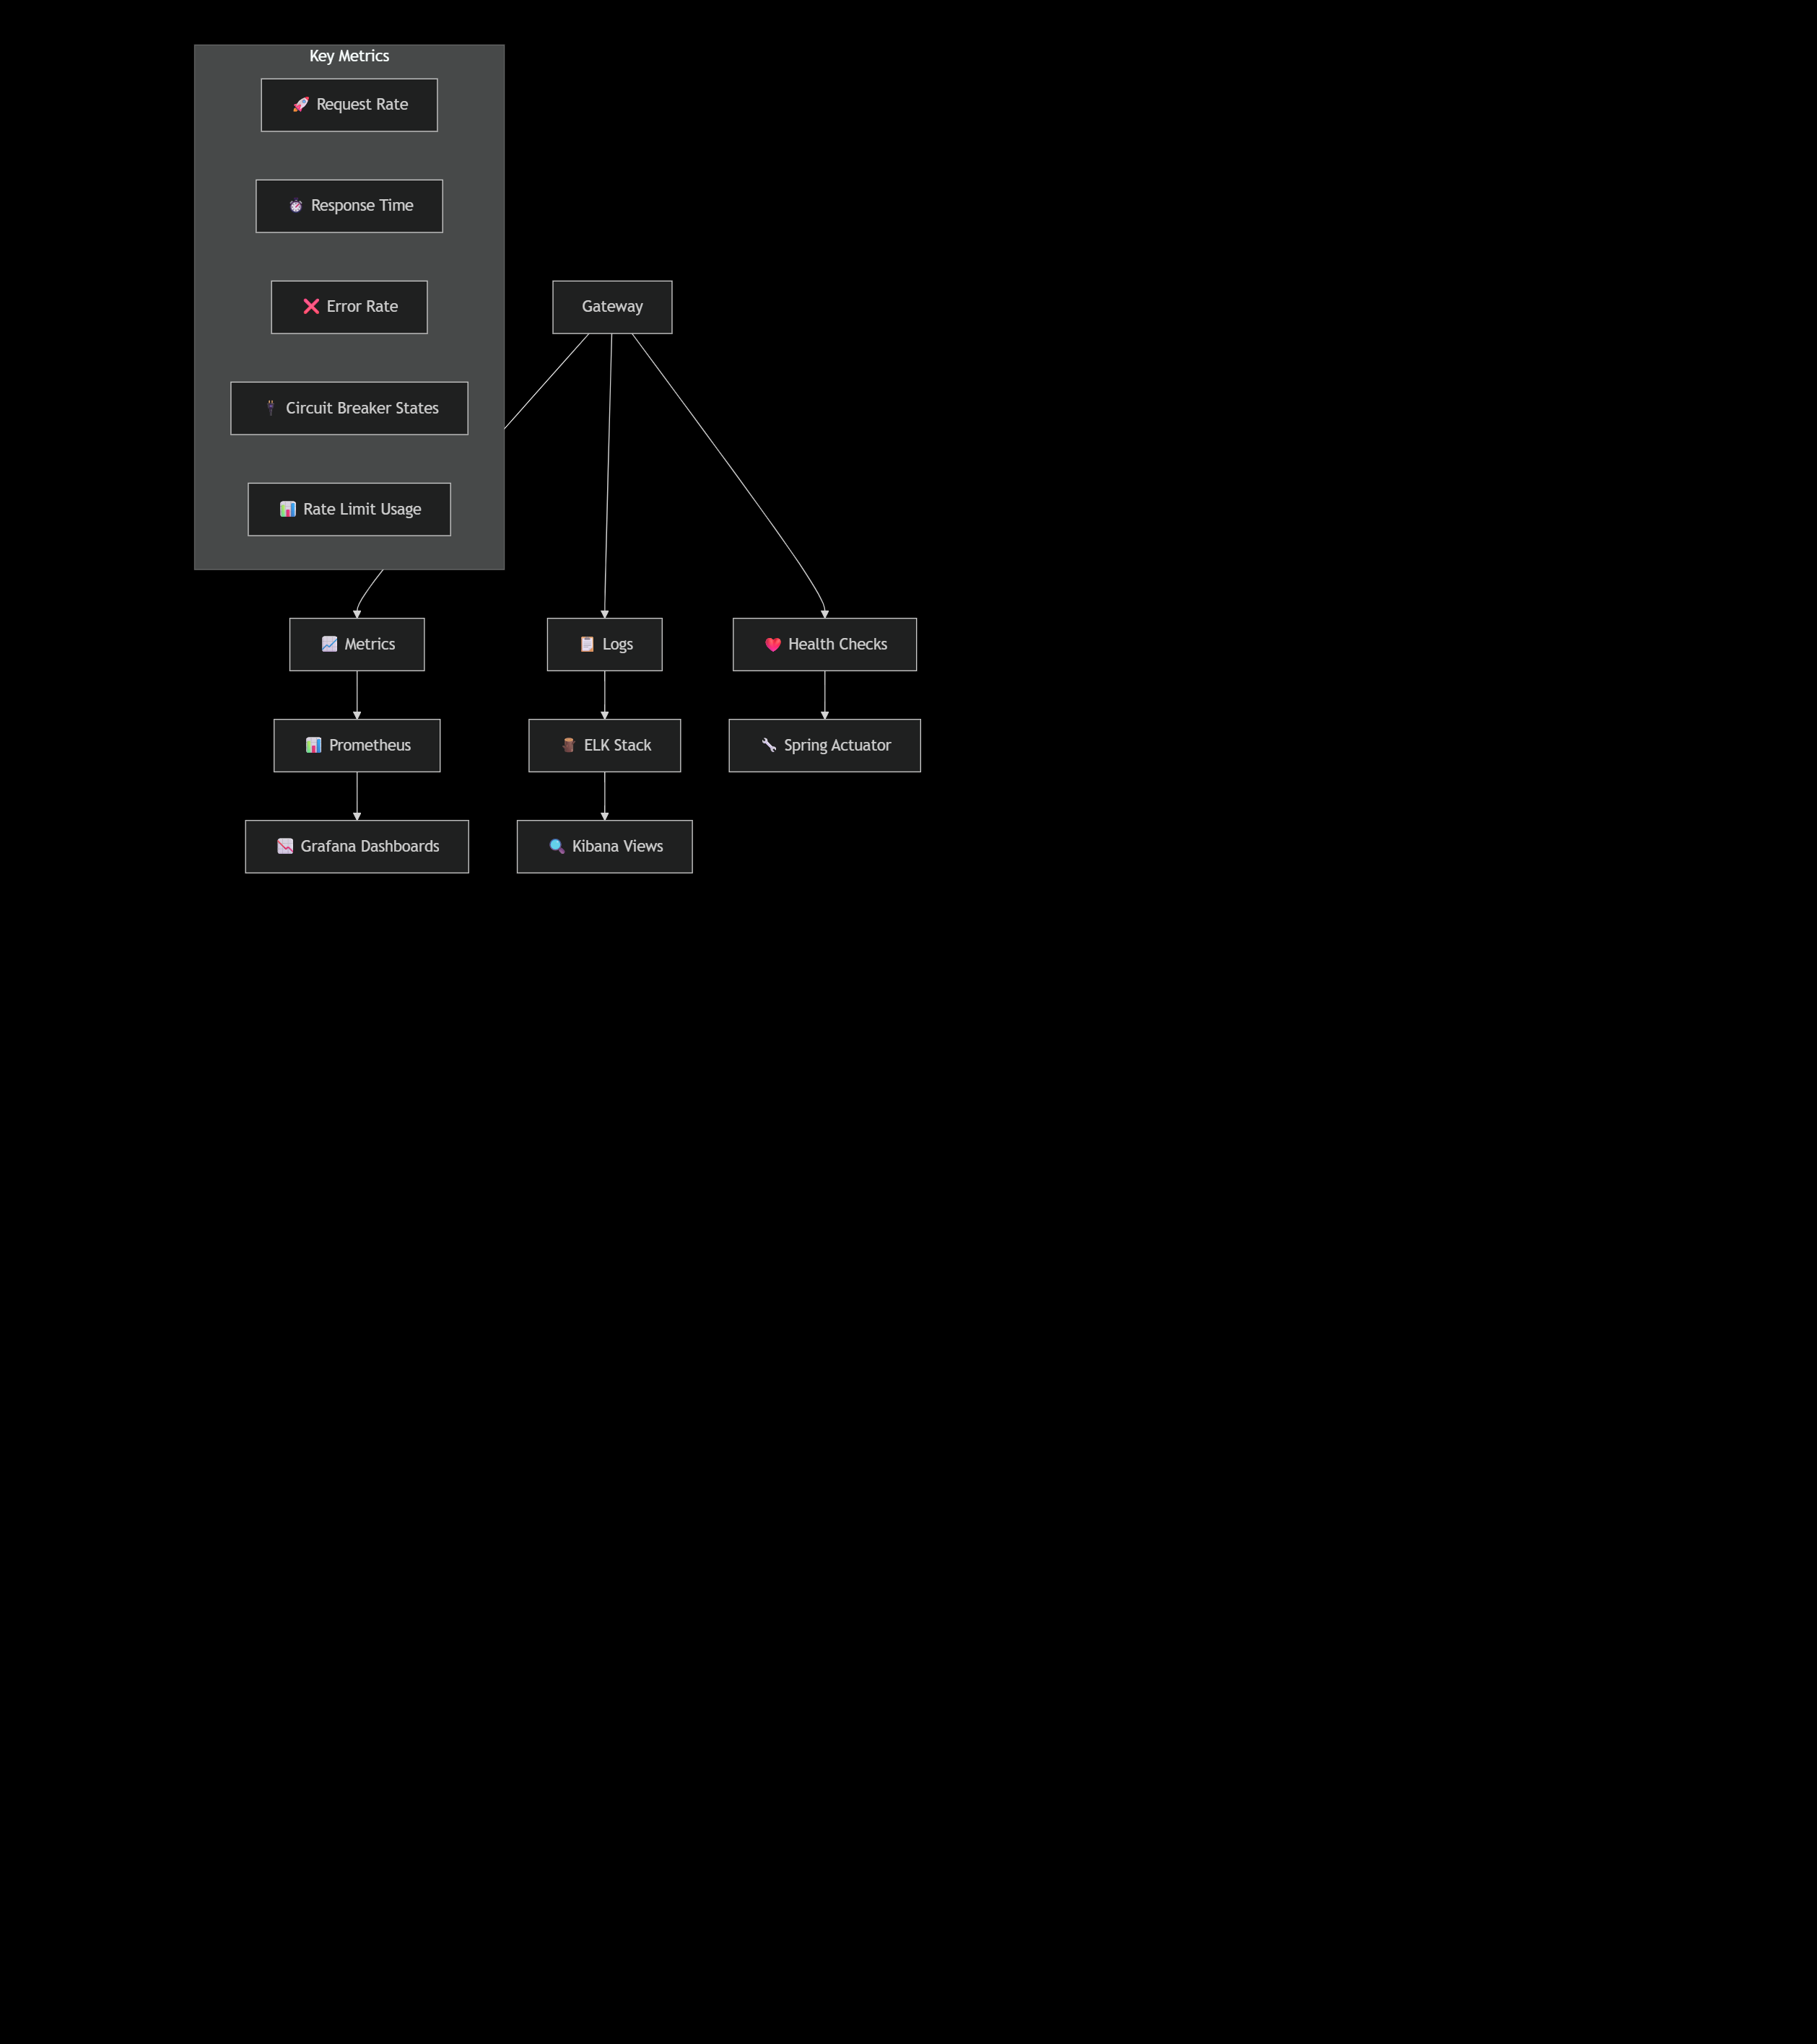 Key Metrics
🚀 Request Rate
⏱️ Response Time
❌ Error Rate
Gateway
🔌 Circuit Breaker States
📊 Rate Limit Usage
📈 Metrics
📋 Logs
❤️ Health Checks
📊 Prometheus
🪵 ELK Stack
🔧 Spring Actuator
📉 Grafana Dashboards
🔍 Kibana Views